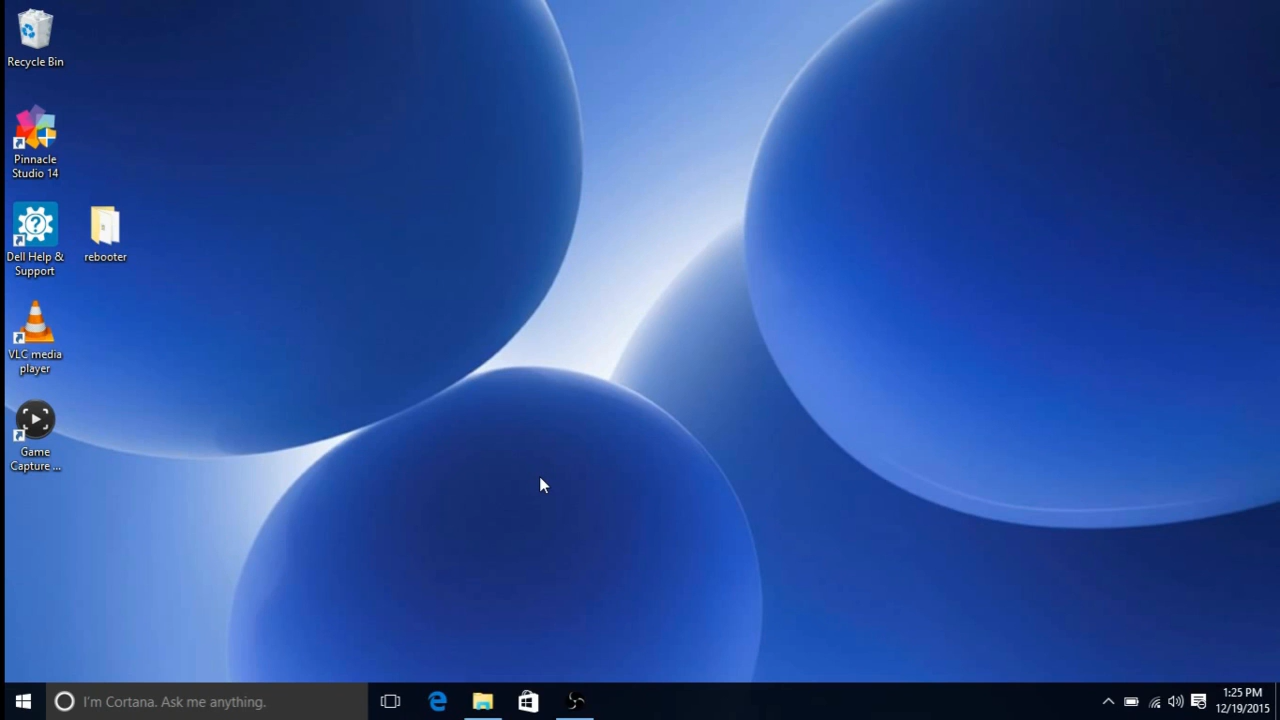 Recycle Bin
Pinnacle
Studio 14
Dell Help &
Support
rebooter
VLC media
player
Game
Capture ...
I'm Cortana. Ask me anything.
1:25 PM
12/19/2015